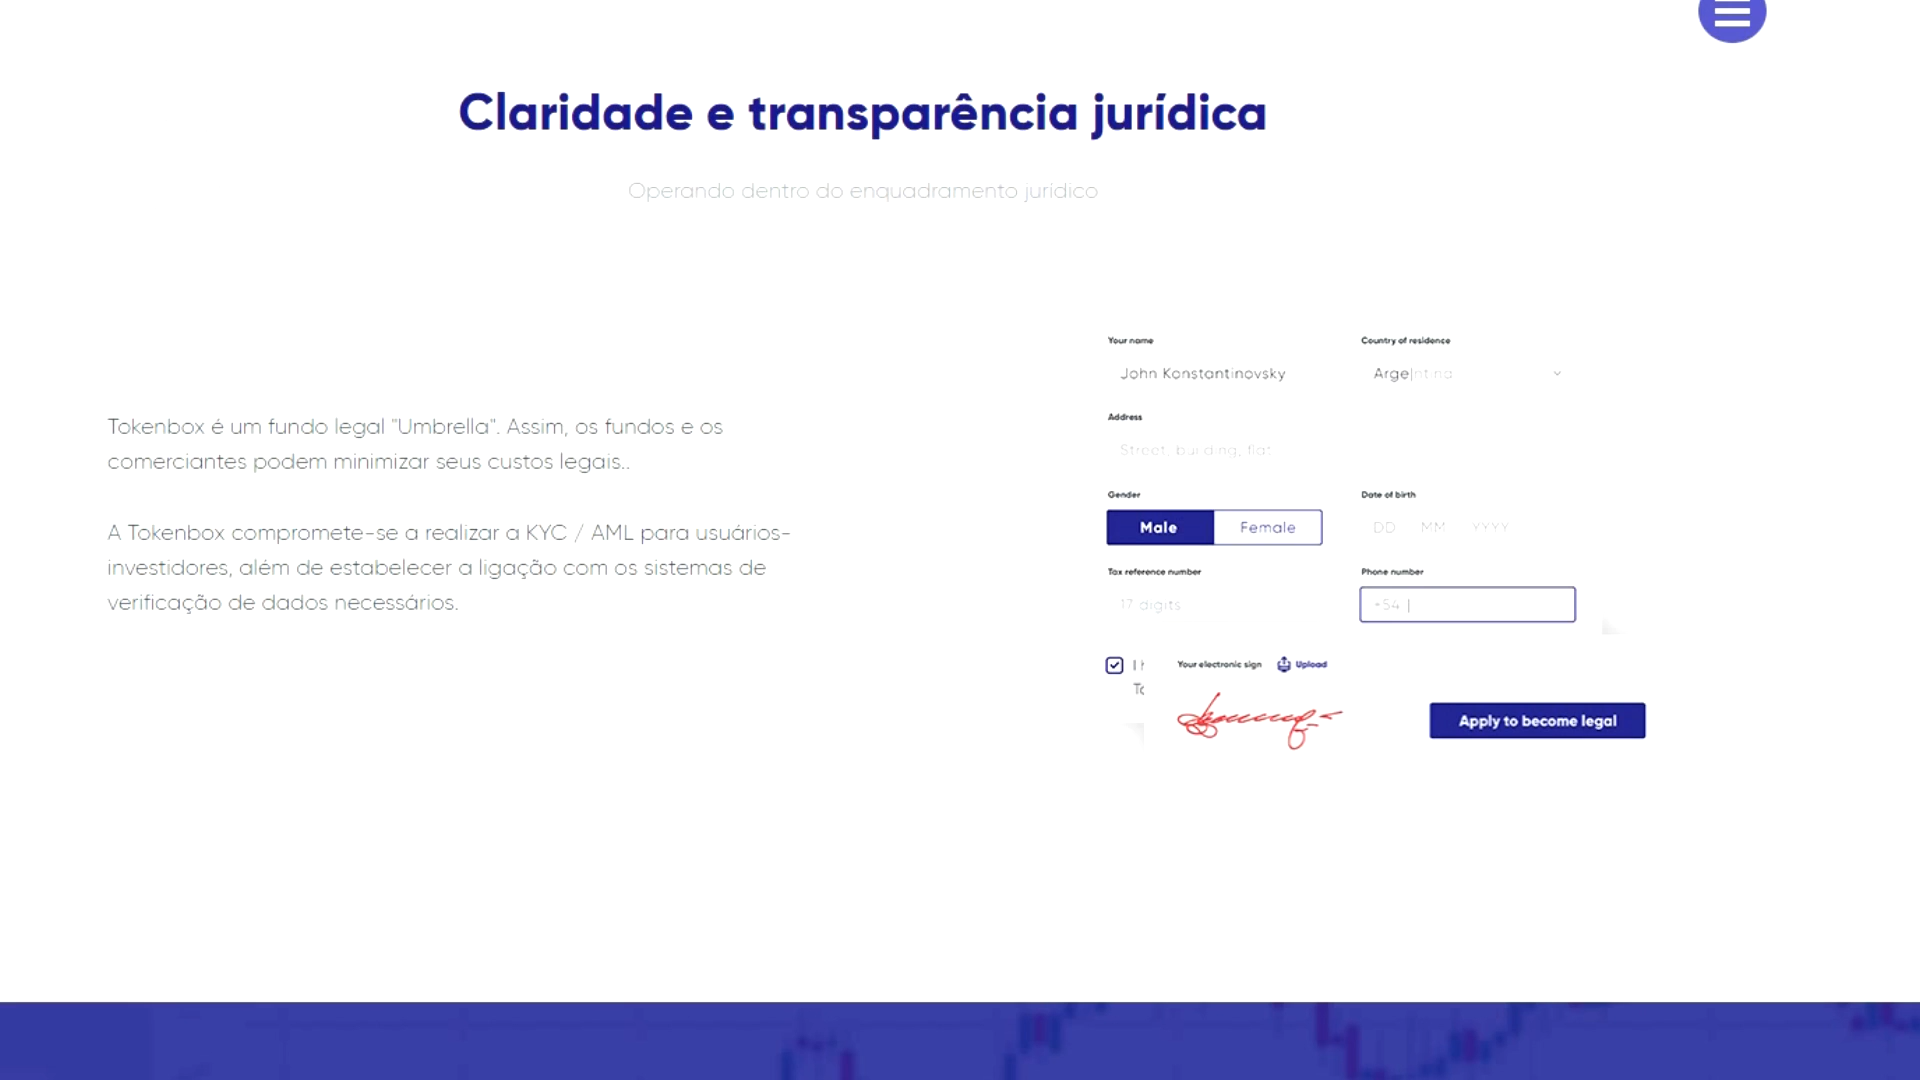 Claridade e transparência jurídica
Operando dentro do enquadramento jurídico
Tokenbox é um fundo legal "Umbrella". Assim, os fundos e os
comerciantes podem minimizar seus custos legais..
A Tokenbox compromete-se a realizar a KYC / AML para usuários-
investidores, além de estabelecer a ligação com os sistemas de
verificação de dados necessários.
Your name
John Konstantinovsky
Country of residence
Argentina
Address
Street, building, flat
Gender
Male Female
Date of birth
DD MM YYYY
Tax reference number
17 digits
Phone number
+54
Your electronic sign Upload
Apply to become legal